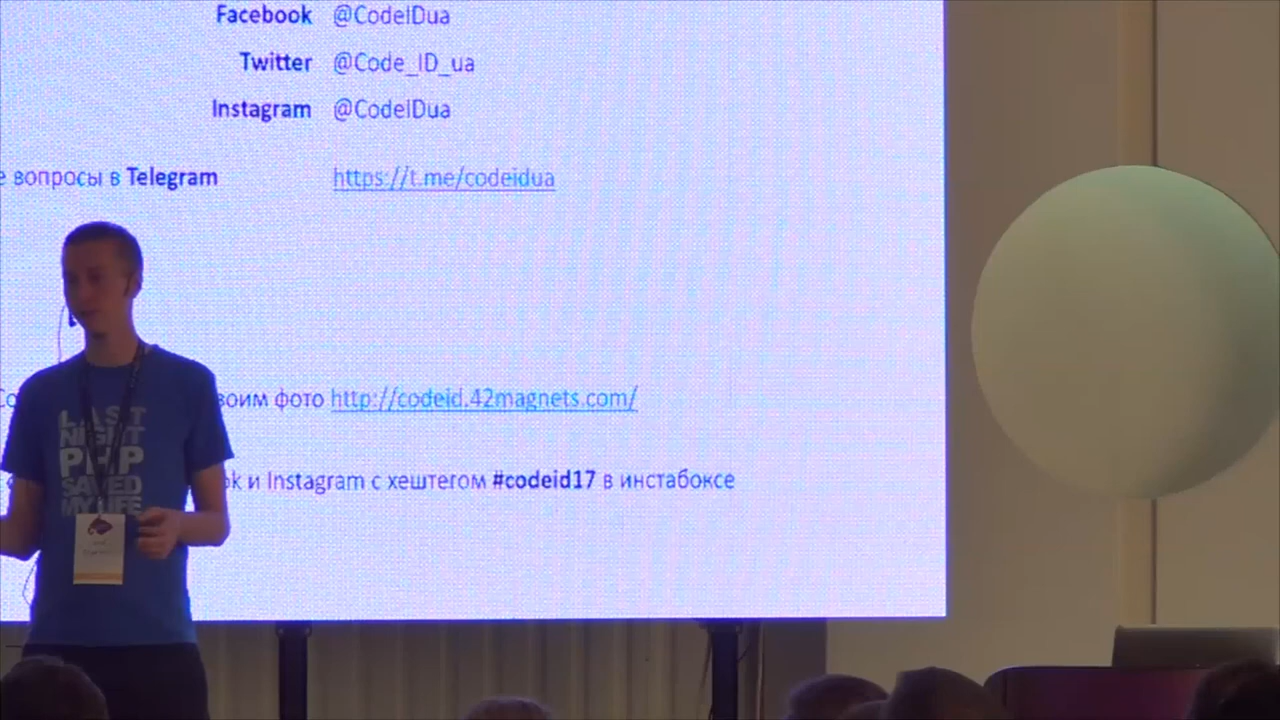 Facebook @CodeIDua
Twitter @Code_ID_ua
Instagram @CodeIDua
е вопросы в Telegram https://t.me/codeidua
воим фото http://codeid.42magnets.com/
ok и Instagram с хештегом #codeid17 в инстабоксе
LAST
NIGHT
PHP
SAVED
MY LIFE